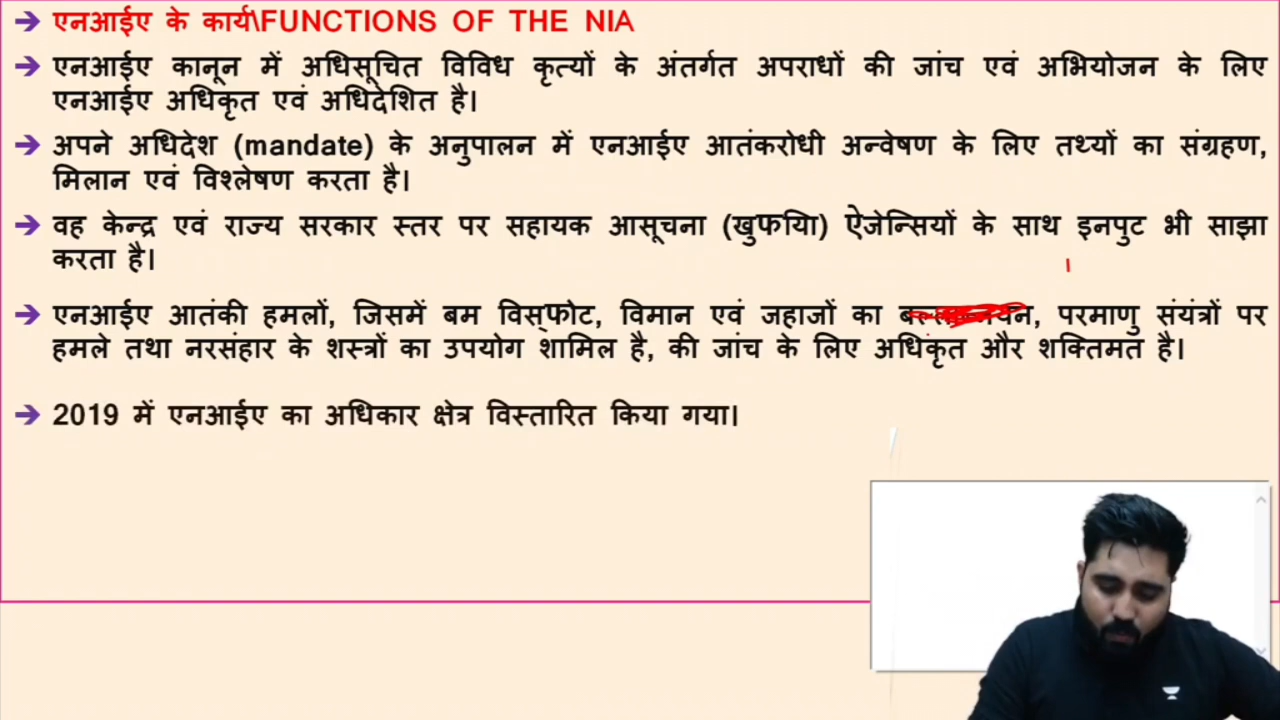 एनआईए के कार्य\FUNCTIONS OF THE NIA
एनआईए कानून में अधिसूचित विविध कृत्यों के अंतर्गत अपराधों की जांच एवं अभियोजन के लिए
एनआईए अधिकृत एवं अधिदेशित है।
अपने अधिदेश (mandate) के अनुपालन में एनआईए आतंकरोधी अन्वेषण के लिए तथ्यों का संग्रहण,
मिलान एवं विश्लेषण करता है।
वह केन्द्र एवं राज्य सरकार स्तर पर सहायक आसूचना (खुफिया) ऐजेन्सियों के साथ इनपुट भी साझा
करता है।
एनआईए आतंकी हमलों, जिसमें बम विस्फोट, विमान एवं जहाजों का परमाणु संयंत्रों पर
हमले तथा नरसंहार के शस्त्रों का उपयोग शामिल है, की जांच के लिए अधिकृत और शक्तिमत है।
2019 में एनआईए का अधिकार क्षेत्र विस्तारित किया गया।